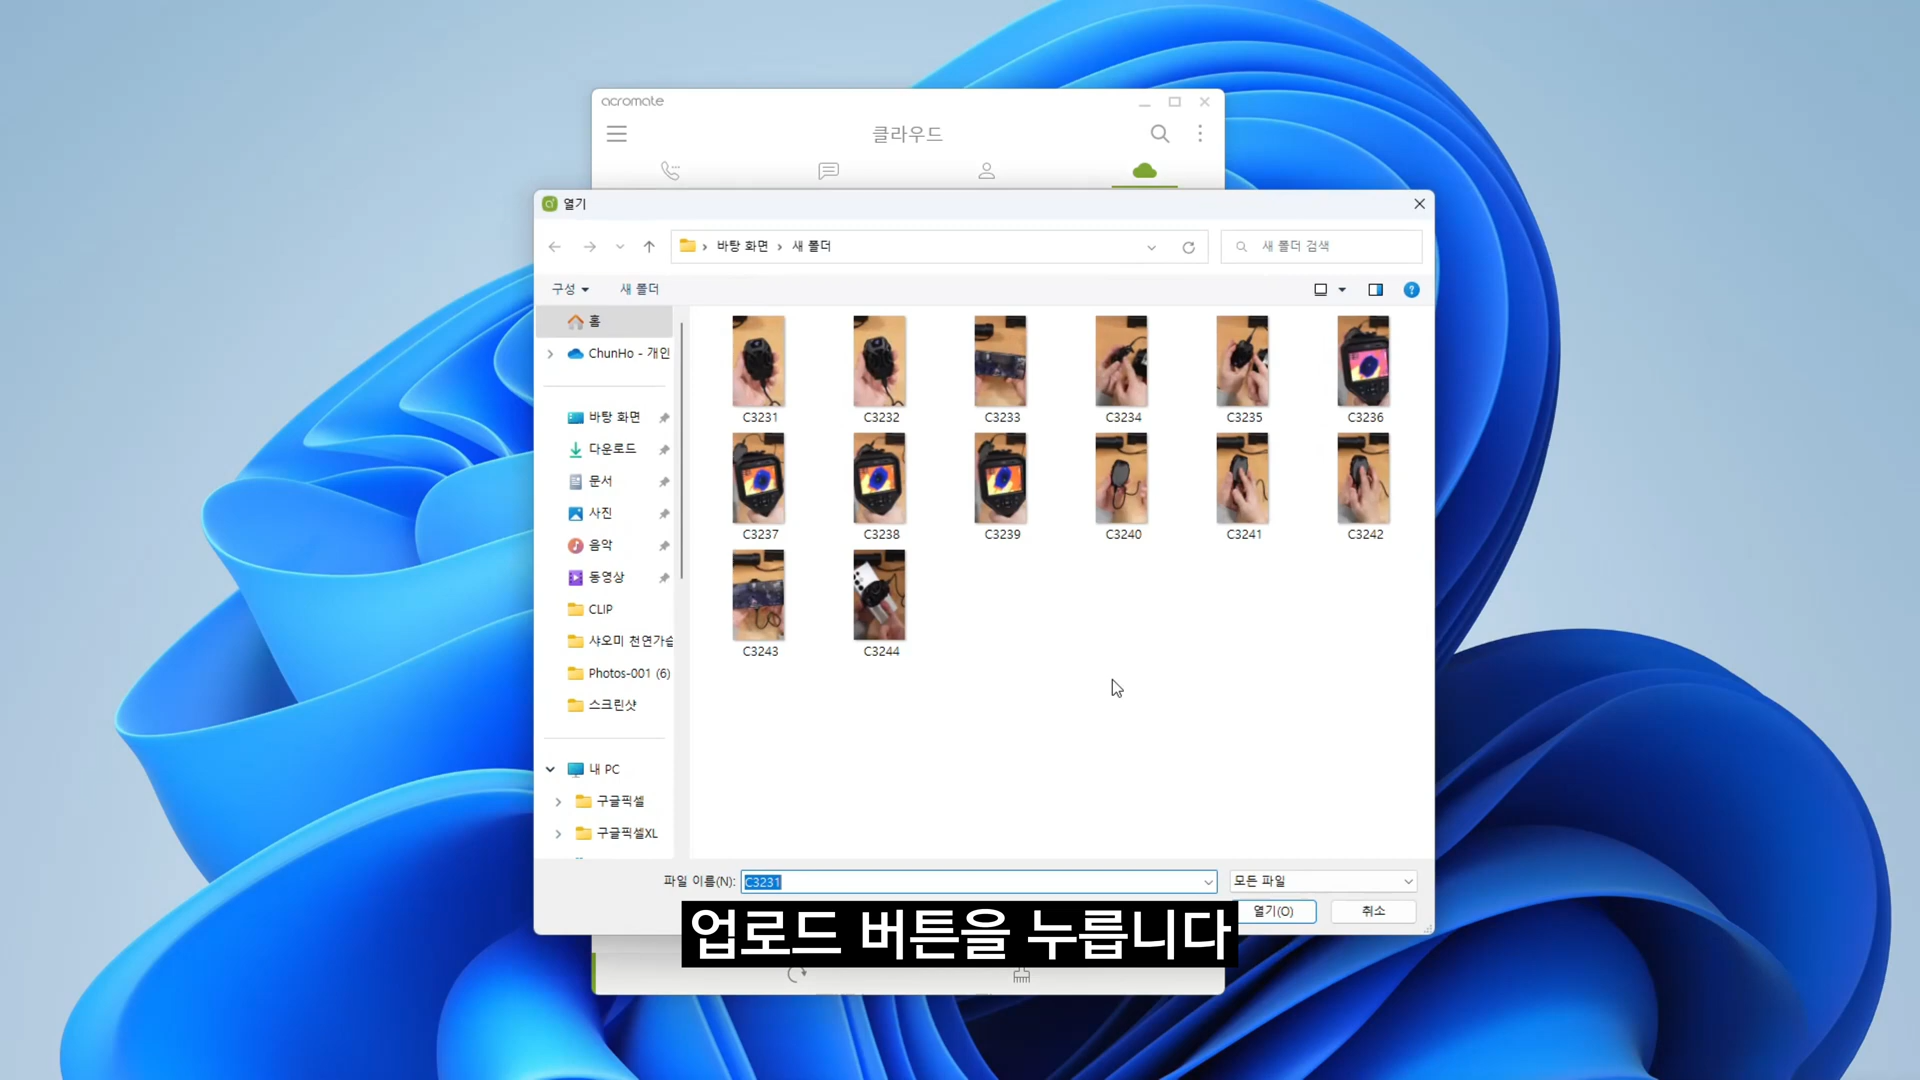 acromate
클라우드
열기
바탕 화면 › 새 폴더
새 폴더 검색
구성
새 폴더
홈
ChunHo - 개인
바탕 화면
다운로드
문서
사진
음악
동영상
CLIP
샤오미 천연가습
Photos-001 (6)
스크린샷
내 PC
구글픽셀
구글픽셀XL
C3231
C3232
C3233
C3234
C3235
C3236
C3237
C3238
C3239
C3240
C3241
C3242
C3243
C3244
파일 이름(N):
C3231
모든 파일
열기(O)
취소
업로드 버튼을 누릅니다